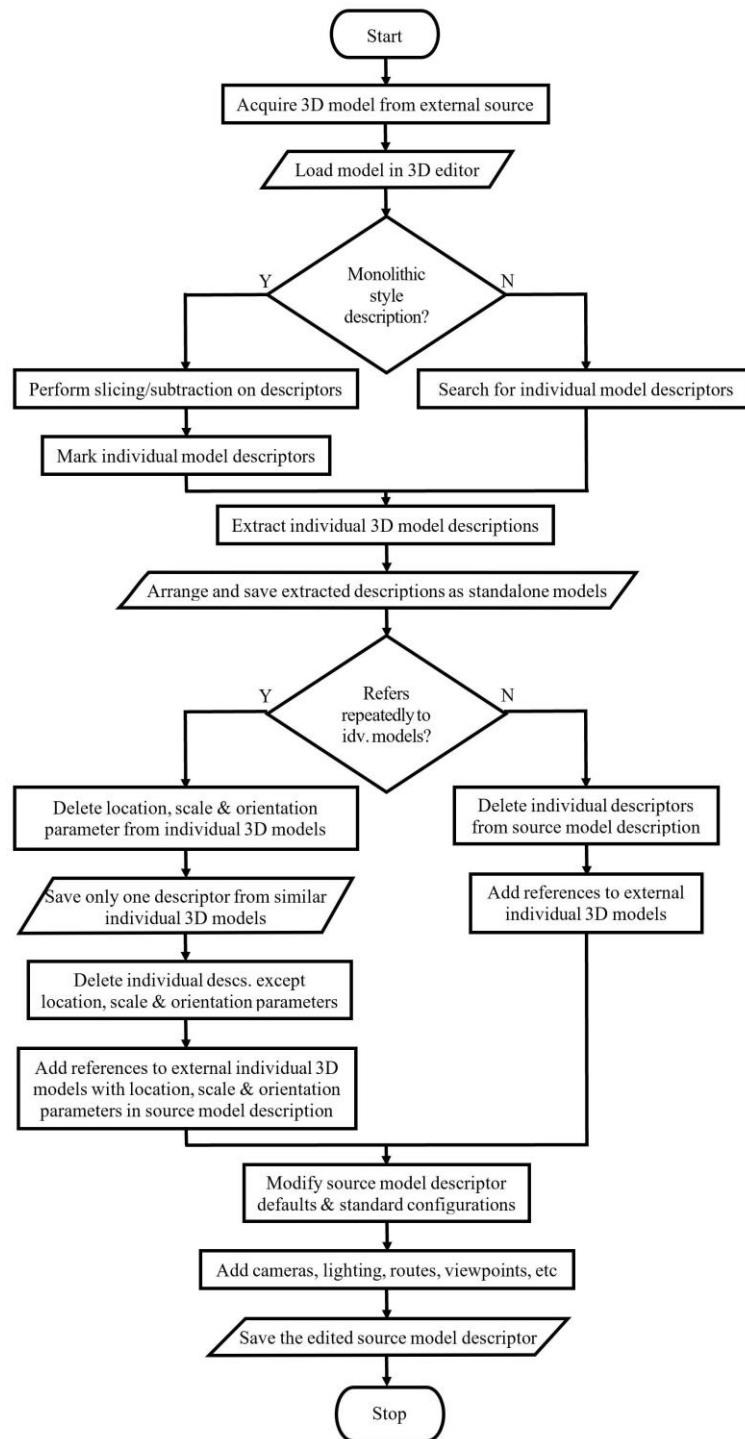 Start
Acquire 3D model from external source
Load model in 3D editor
Monolithic
style
description?
Y
N
Perform slicing/subtraction on descriptors
Search for individual model descriptors
Mark individual model descriptors
Extract individual 3D model descriptions
Arrange and save extracted descriptions as standalone models
Refers
repeatedly to
idv. models?
Y
N
Delete location, scale & orientation
parameter from individual 3D models
Delete individual descriptors
from source model description
Save only one descriptor from similar
individual 3D models
Add references to external
individual 3D models
Delete individual descs. except
location, scale & orientation parameters
Add references to external individual 3D
models with location, scale & orientation
parameters in source model description
Modify source model descriptor
defaults & standard configurations
Add cameras, lighting, routes, viewpoints, etc
Save the edited source model descriptor
Stop